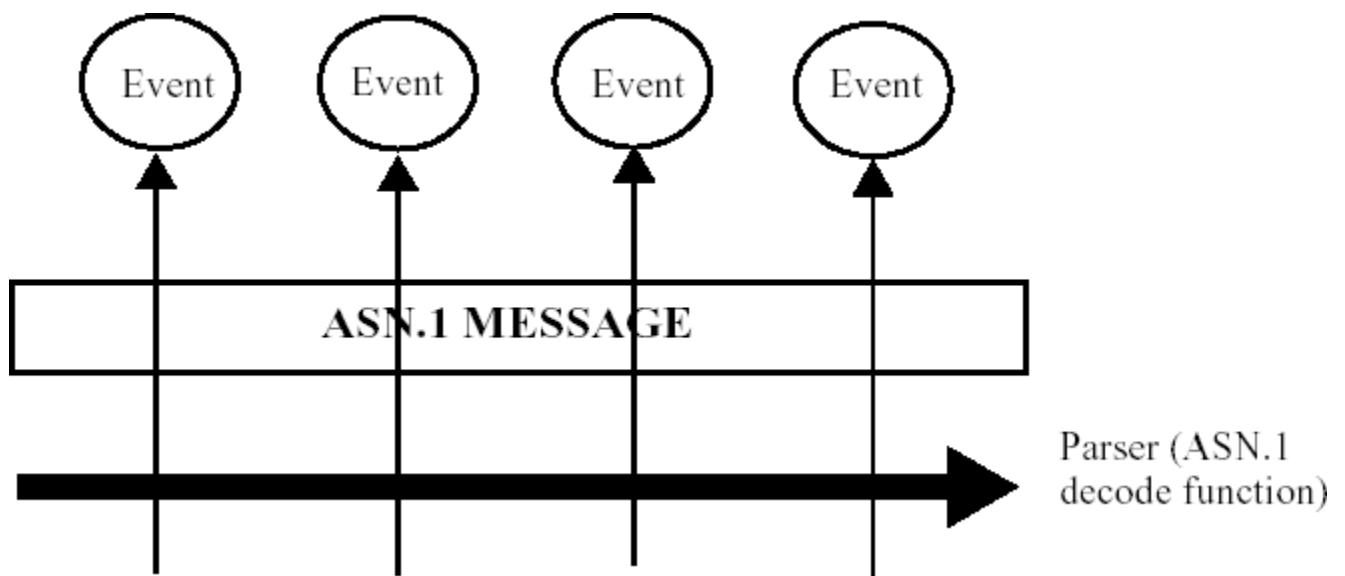 Event
Event
Event
Event
ASN.1 MESSAGE
Parser (ASN.1
decode function)